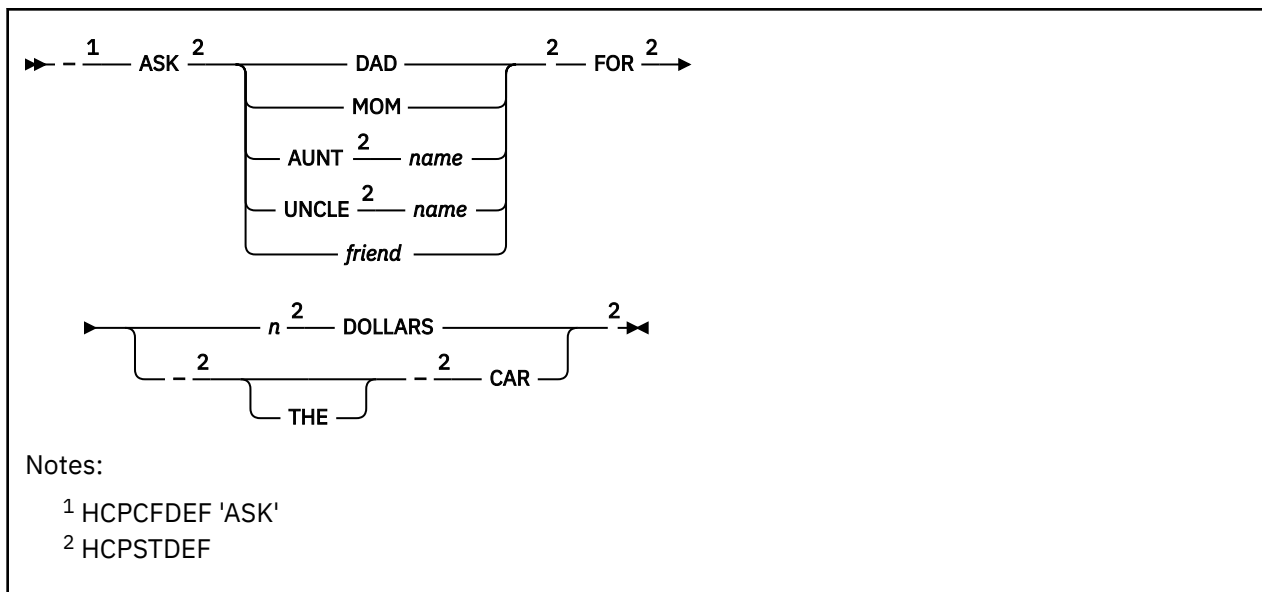 1 ASK 2 DAD 2 FOR 2
MOM
AUNT 2 name
UNCLE 2 name
friend
n 2 DOLLARS 2
2 2 CAR
THE
Notes:
1 HCPCFDEF 'ASK'
2 HCPSTDEF